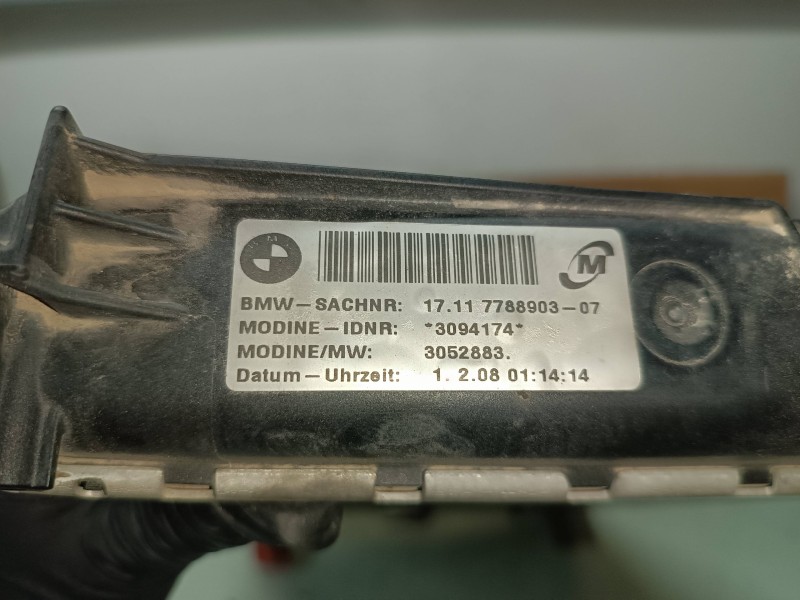 BMW
M
BMW-SACHNR: 17.11 7788903-07
MODINE-IDNR: *3094174*
MODINE/MW: 3052883.
Datum-Uhrzeit: 1. 2.08 01:14:14